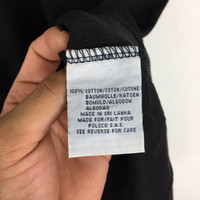 100% COTTON/COTON/COTONE
BAUMWOLLE/KATOEN
BOMULD/ALGODON
ALGODAO
MADE IN SRI LANKA
MADE FOR/FAIT POUR
POLOCO S.A.
SEE REVERSE FOR CARE